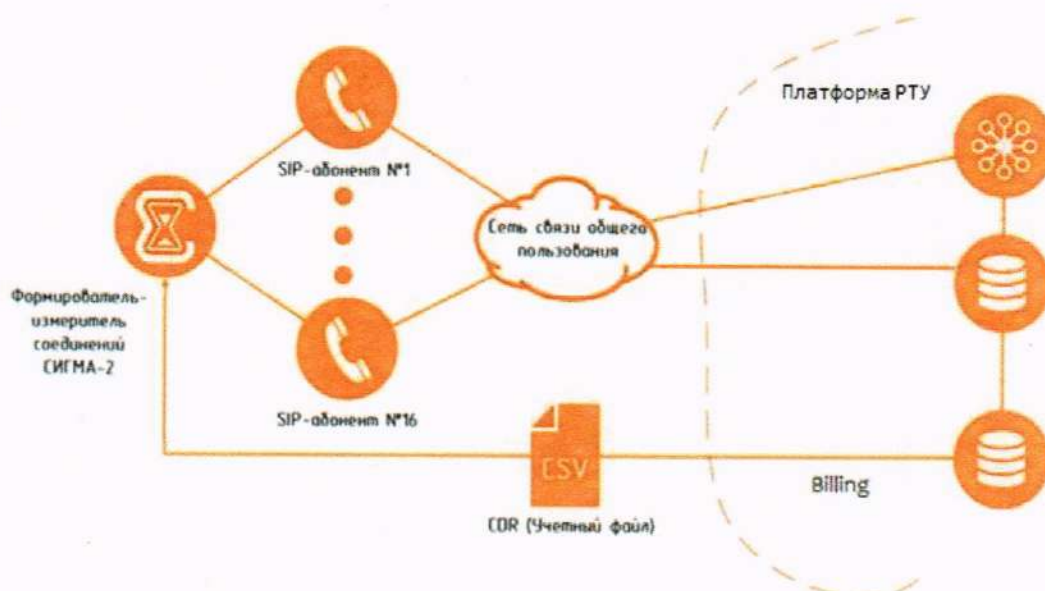 Платформа РТУ
SIP-абонент №1
Сеть связи общего
пользования
Формирователь-
измеритель
соединений
СИГМА-2
SIP-абонент №16
CSV
Billing
CDR (Учетный файл)